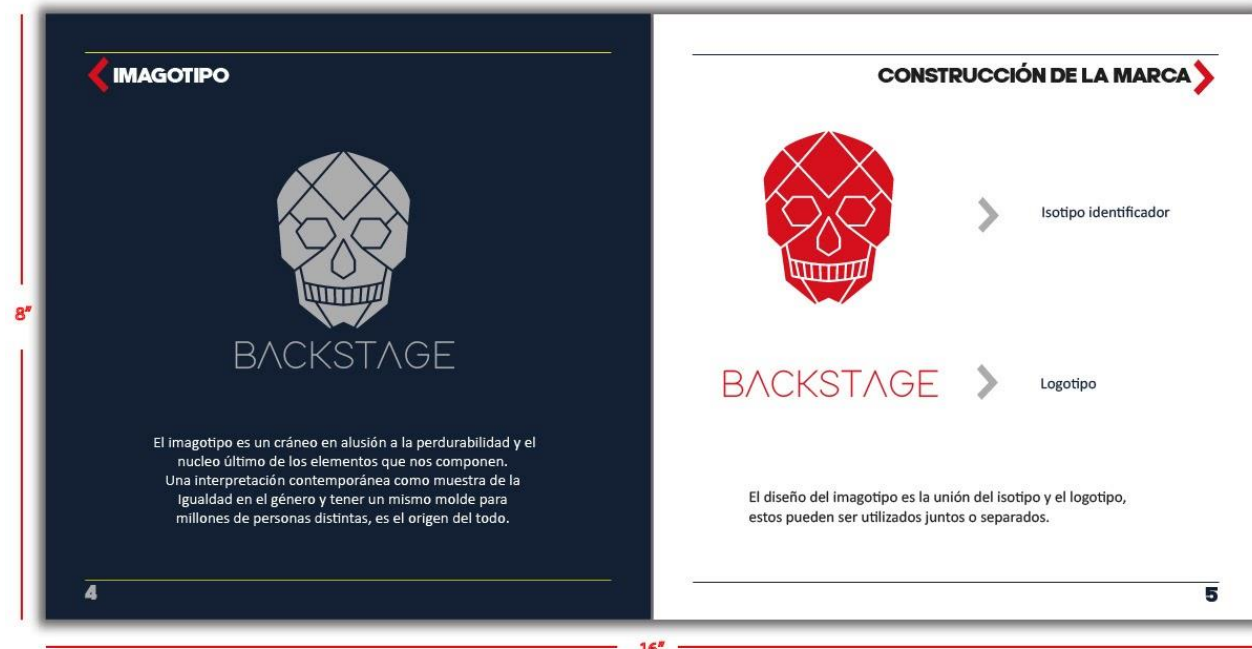 IMAGOTIPO
BACKSTAGE
El imagotipo es un cráneo en alusión a la perdurabilidad y el
nucleo último de los elementos que nos componen.
Una interpretación contemporánea como muestra de la
Igualdad en el género y tener un mismo molde para
millones de personas distintas, es el origen del todo.
4
CONSTRUCCIÓN DE LA MARCA
Isotipo identificador
BACKSTAGE
Logotipo
El diseño del imagotipo es la unión del isotipo y el logotipo,
estos pueden ser utilizados juntos o separados.
5
8"
16"